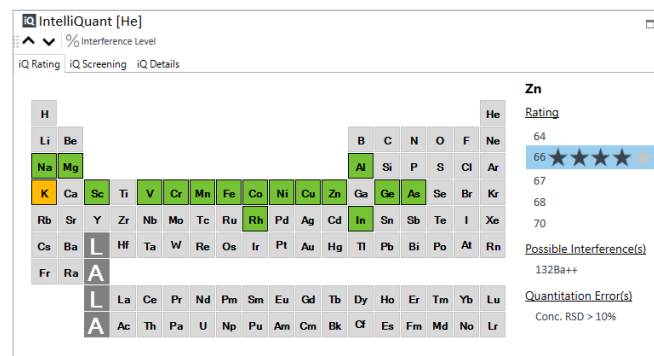 iQ IntelliQuant [He]
% Interference Level
iQ Rating iQ Screening iQ Details
Zn
H He Rating
Li Be B C N O F Ne 64
Na Mg Al Si P S Cl Ar 66
K Ca Sc Ti V Cr Mn Fe Co Ni Cu Zn Ga Ge As Se Br Kr 67
68
Rb Sr Y Zr Nb Mo Tc Ru Rh Pd Ag Cd In Sn Sb Te I Xe 70
Cs Ba L Hf Ta W Re Os Ir Pt Au Hg Tl Pb Bi Po At Rn Possible Interference(s)
Fr Ra A 132Ba++
L La Ce Pr Nd Pm Sm Eu Gd Tb Dy Ho Er Tm Yb Lu Quantitation Error(s)
A Ac Th Pa U Np Pu Am Cm Bk Cf Es Fm Md No Lr Conc. RSD > 10%